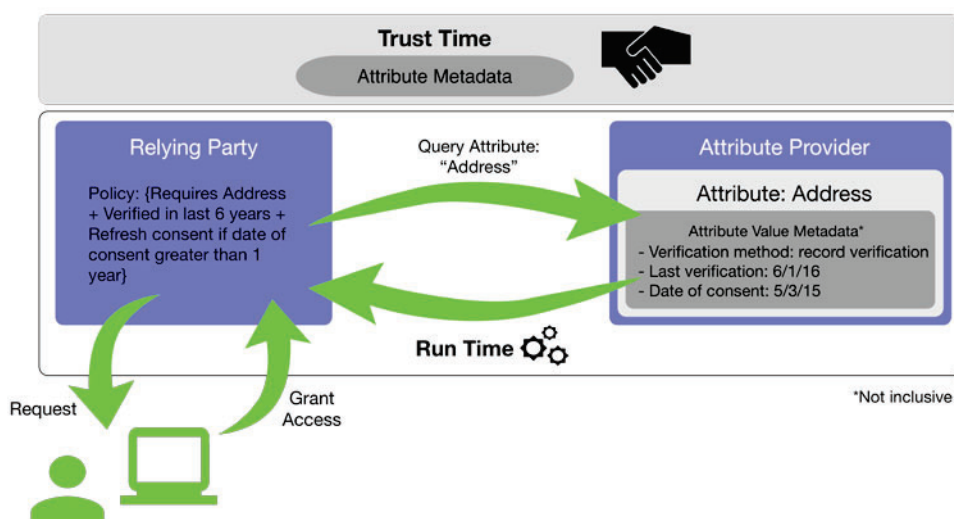 Trust Time
Attribute Metadata
Relying Party
Policy: {Requires Address
+ Verified in last 6 years +
Refresh consent if date of
consent greater than 1
year}
Query Attribute:
“Address”
Attribute Provider
Attribute: Address
Attribute Value Metadata*
- Verification method: record verification
- Last verification: 6/1/16
- Date of consent: 5/3/15
Run Time
Request
Grant
Access
*Not inclusive